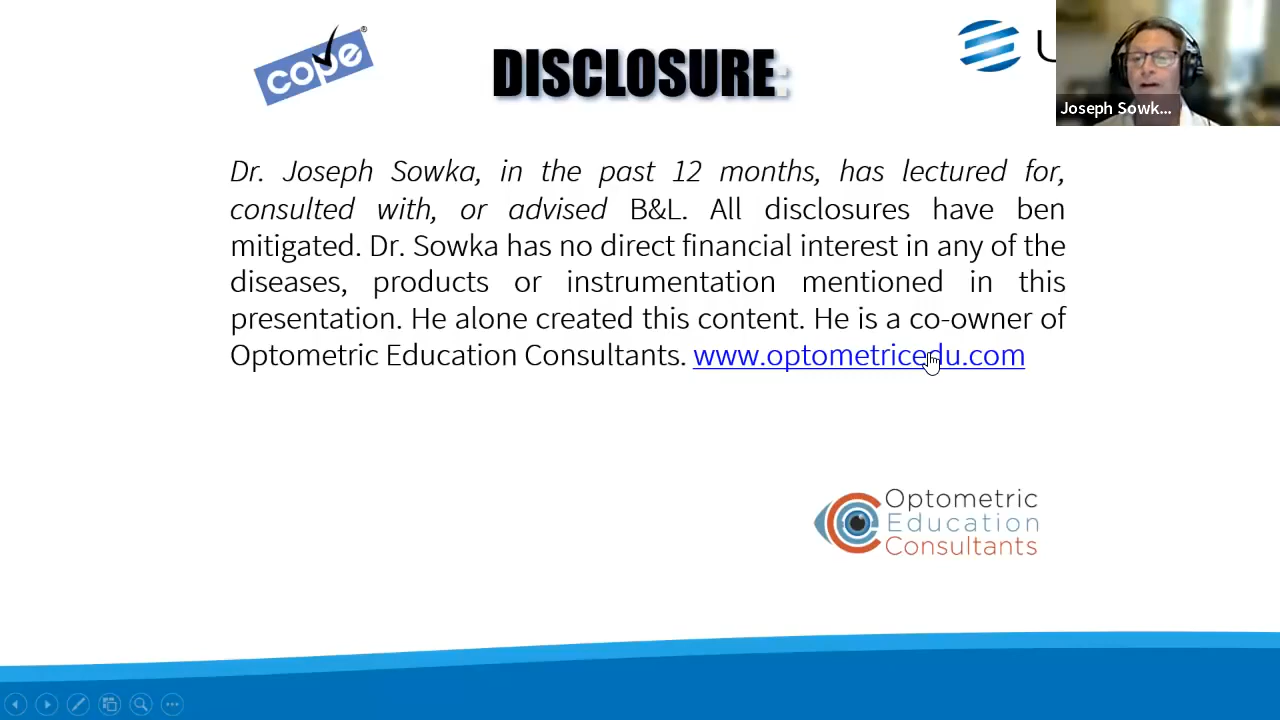 cope®
DISCLOSURE:
U
Joseph Sowk...
Dr. Joseph Sowka, in the past 12 months, has lectured for,
consulted with, or advised B&L. All disclosures have ben
mitigated. Dr. Sowka has no direct financial interest in any of the
diseases, products or instrumentation mentioned in this
presentation. He alone created this content. He is a co-owner of
Optometric Education Consultants. www.optometricedu.com
Optometric
Education
Consultants